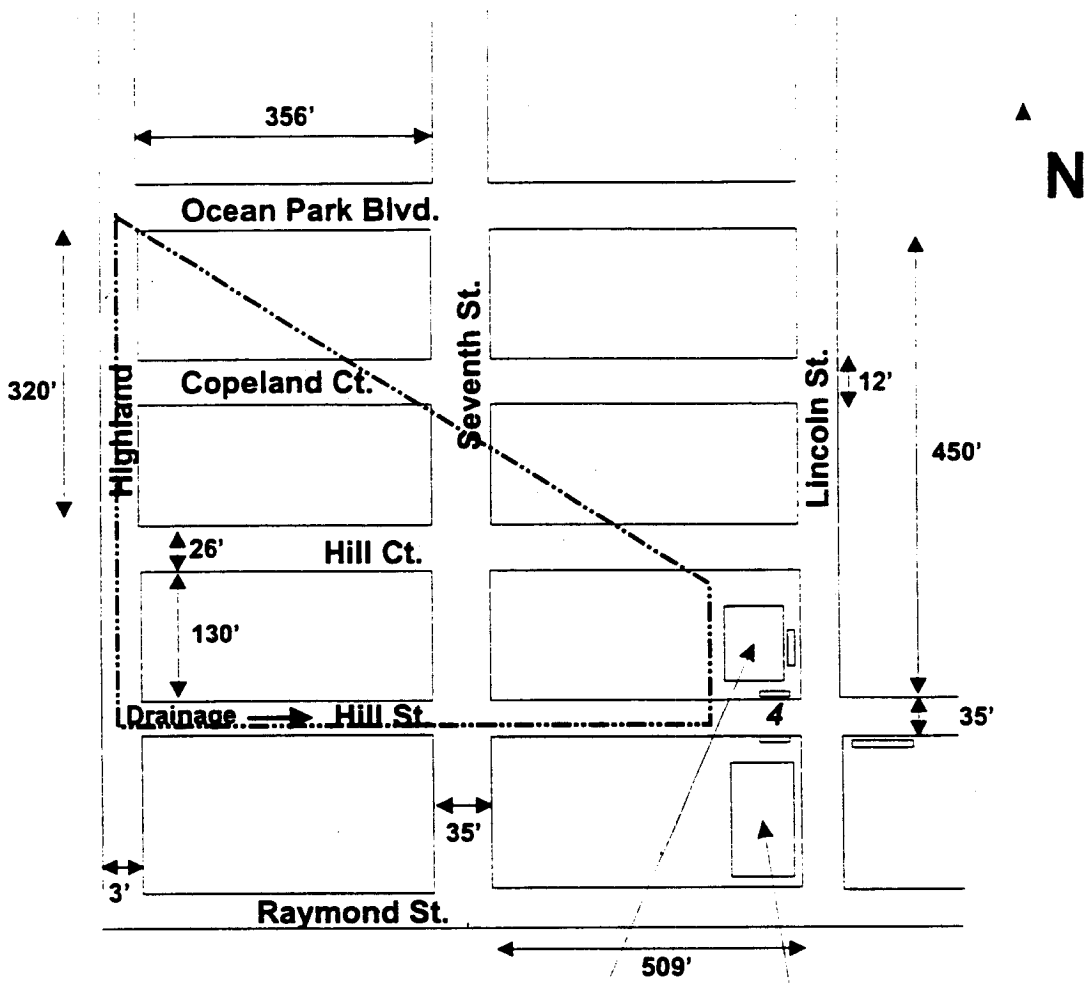 356'
N
Ocean Park Blvd.
Seventh St.
320'
Highland
Copeland Ct.
Lincoln St.
12'
450'
26'
Hill Ct.
130'
Drainage
Hill St
4
35'
35'
3'
Raymond St.
509'